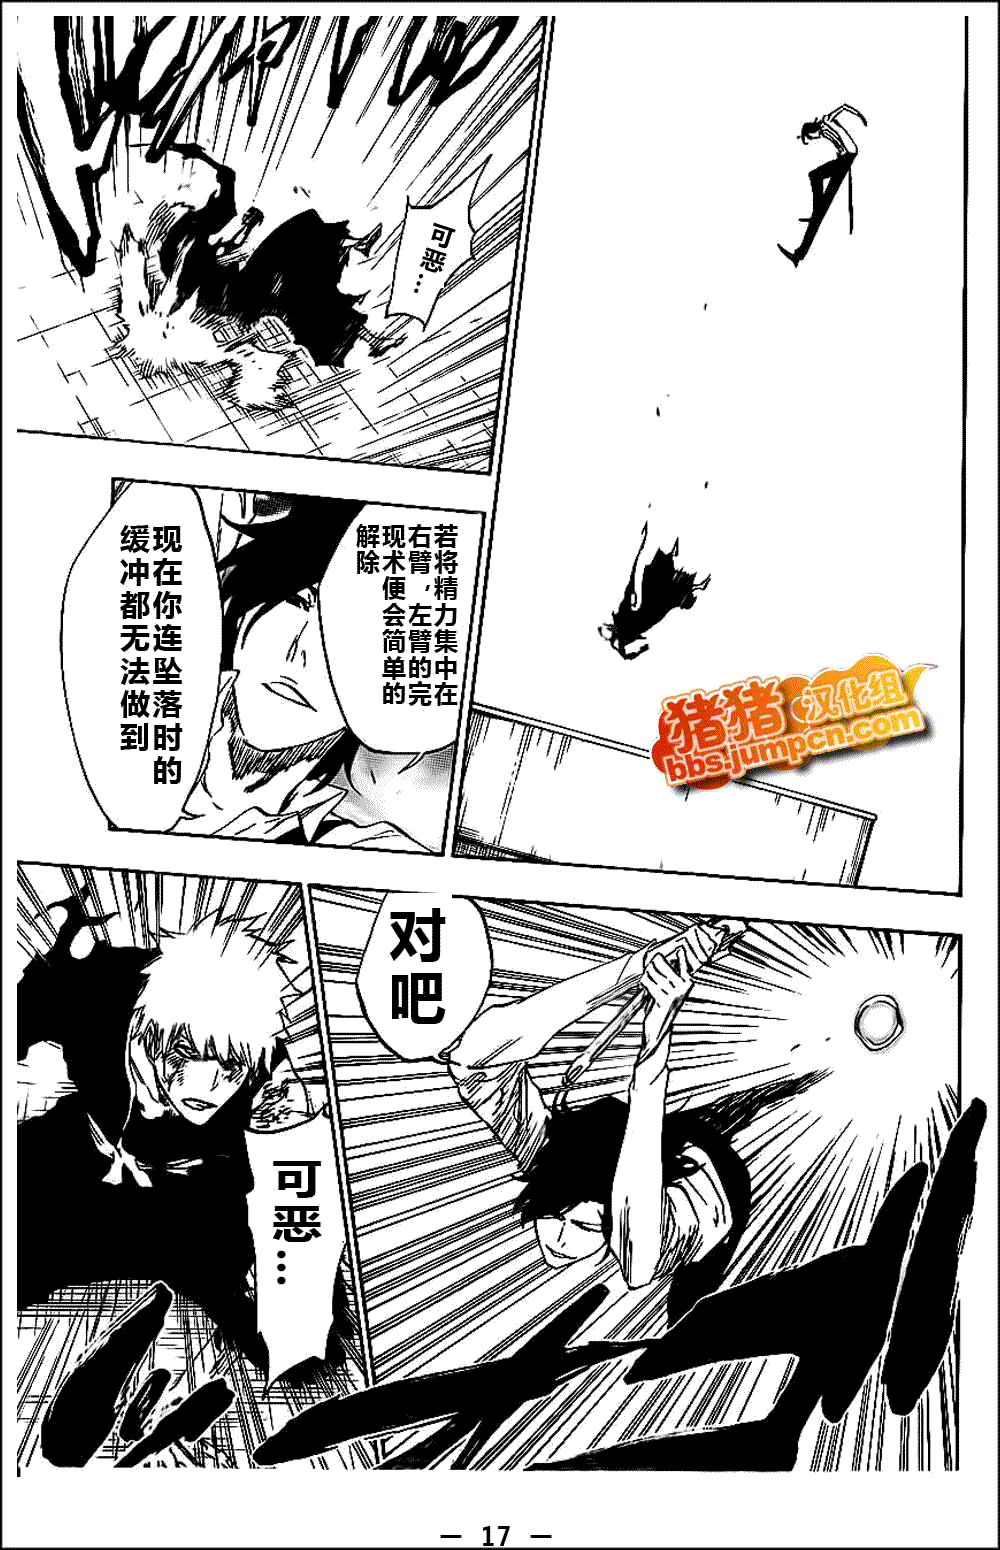 可
恶…
若将精力集中在
右臂，左臂的完
现术便会简单的
解除
现在你连坠落时的
缓冲都无法做到
猪猪汉化组
bbs.jumpcn.com
对
吧
可
恶…
— 17 —